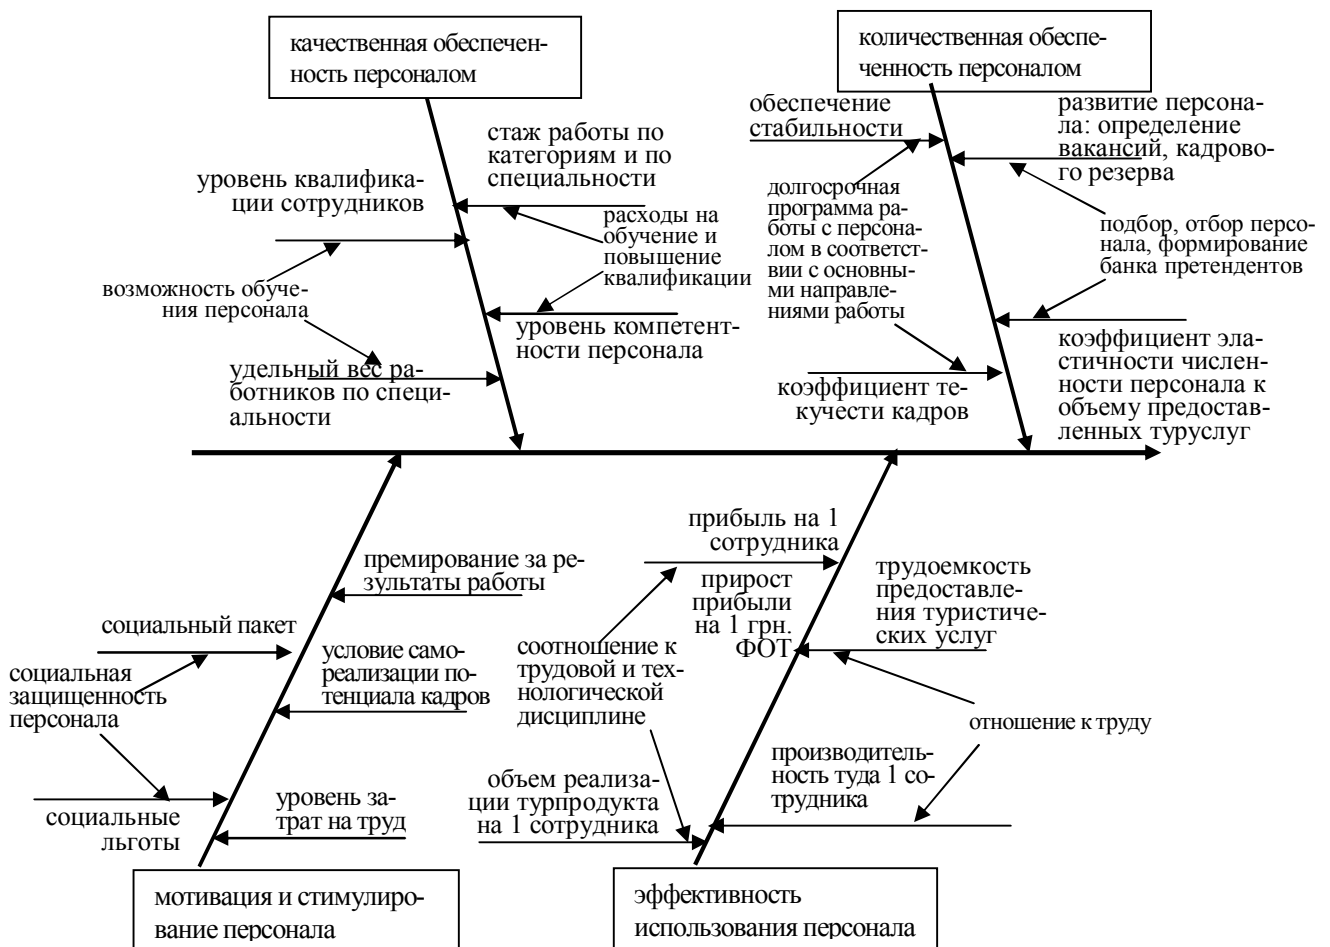 качественная обеспечен-
ность персоналом
количественная обеспе-
ченность персоналом
стаж работы по
категориям и по
специальности
уровень квалифика-
ции сотрудников
расходы на
обучение и
повышение
квалификации
возможность обуче-
ния персонала
уровень компетент-
ности персонала
удельный вес ра-
ботников по специ-
альности
обеспечение
стабильности
развитие персона-
ла: определение
вакансий, кадрово-
го резерва
долгосрочная
программа ра-
боты с персона-
лом в соответст-
вии с основны-
ми направле-
ниями работы
подбор, отбор персо-
нала, формирование
банка претендентов
коэффициент те-
кучести кадров
коэффициент эла-
стичности числен-
ности персонала к
объему предостав-
ленных туруслуг
премирование за ре-
зультаты работы
социальный пакет
условие само-
реализации по-
тенциала кадров
социальная
защищенность
персонала
социальные
льготы
уровень за-
трат на труд
прибыль на 1
сотрудника
прирост
прибыли
на 1 грн.
ФОТ
трудоемкость
предоставле-
ния туристиче-
ских услуг
соотношение к
трудовой и тех-
нологической
дисциплине
отношение к труду
производитель-
ность туда 1 со-
трудника
объем реализа-
ции турпродукта
на 1 сотрудника
мотивация и стимулиро-
вание персонала
эффективность
использования персонала